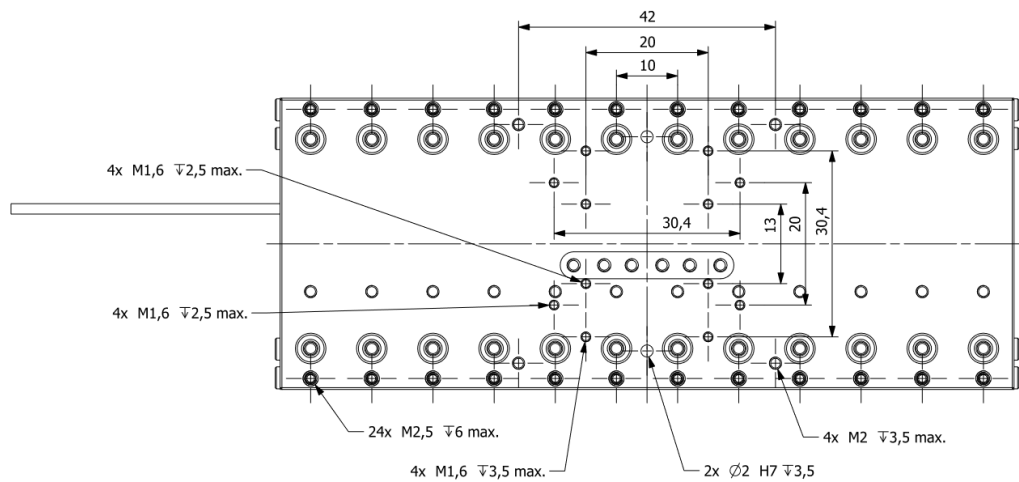 42
20
10
4x M1,6 ↧2,5 max.
30,4
13
20
30,4
4x M1,6 ↧2,5 max.
24x M2,5 ↧6 max.
4x M2 ↧3,5 max.
4x M1,6 ↧3,5 max.
2x ∅2 H7 ↧3,5